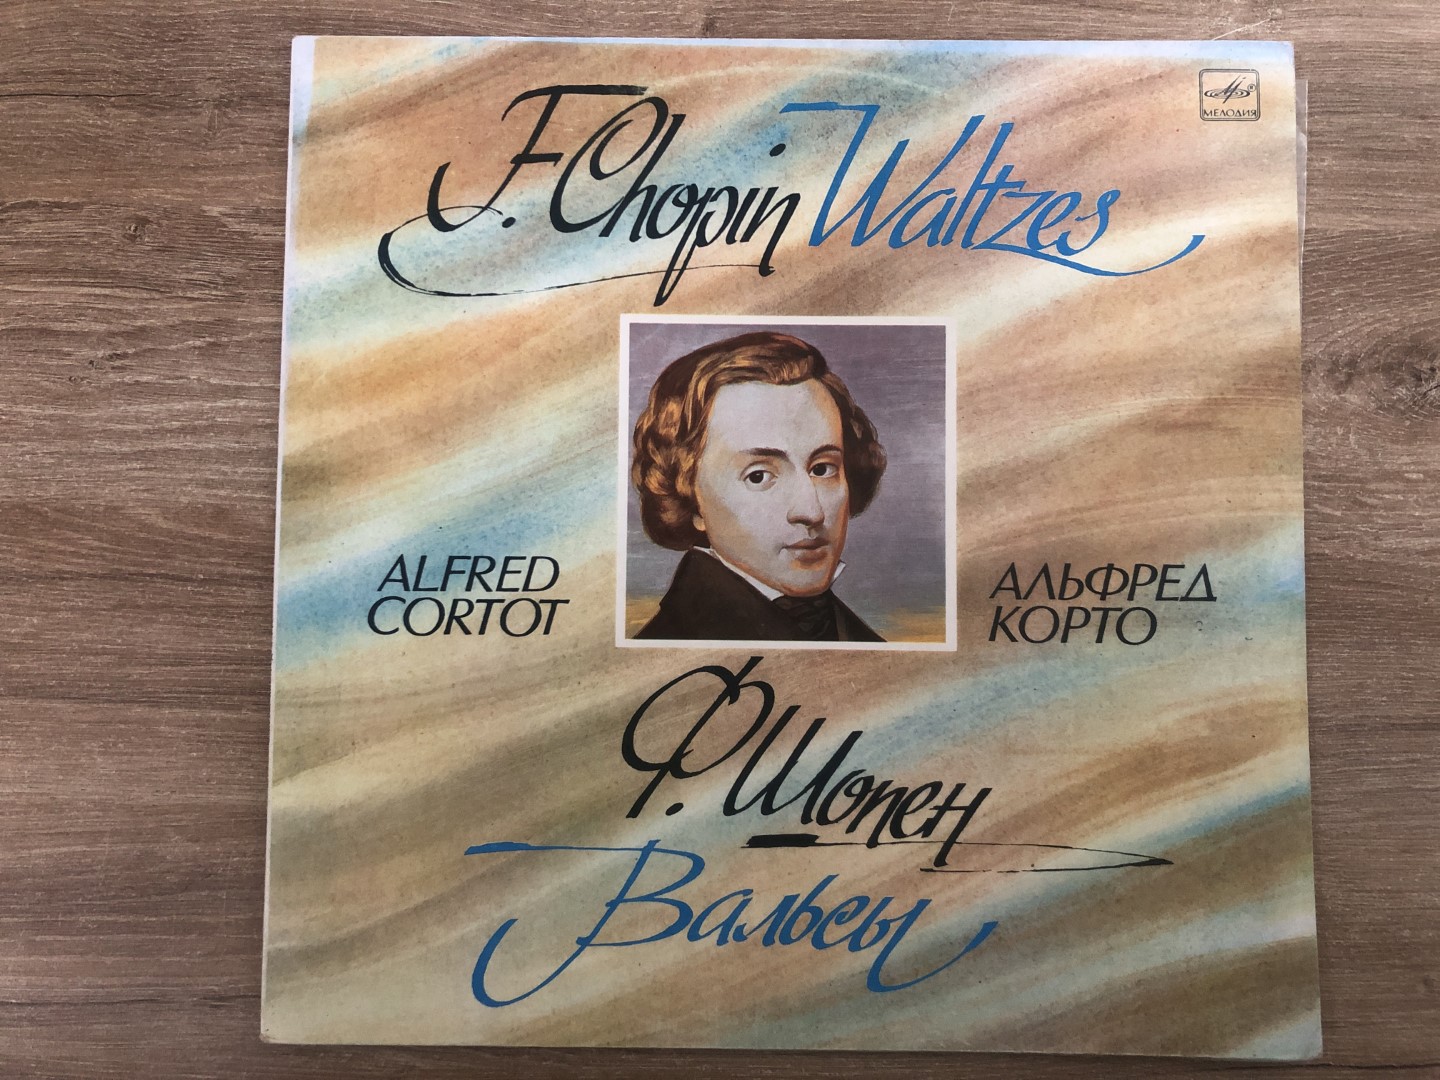 МЕЛОДИЯ
F. Chopin Waltzes
ALFRED
CORTOT
АЛЬФРЕД
КОРТО
Ф. Шопен
Вальсы